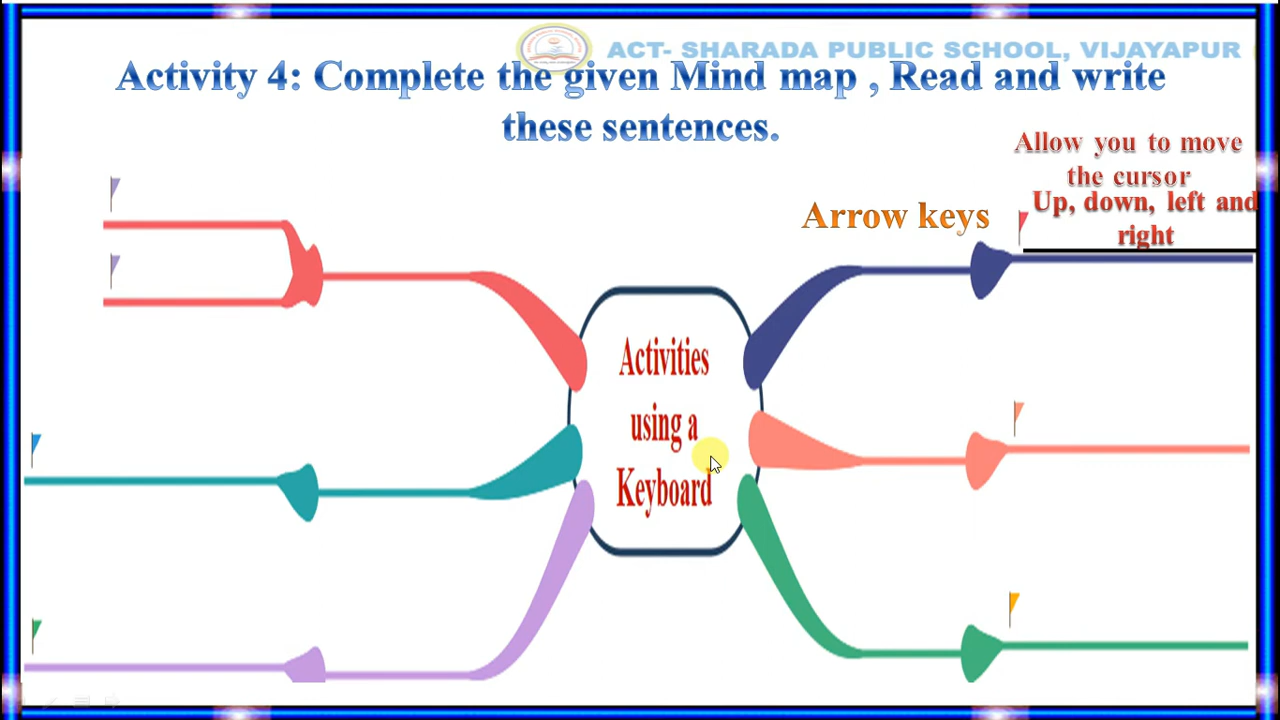 ACT- SHARADA PUBLIC SCHOOL, VIJAYAPUR
Activity 4: Complete the given Mind map , Read and write
these sentences.
Allow you to move
the cursor
Up, down, left and
right
Arrow keys
Activities
using a
Keyboard